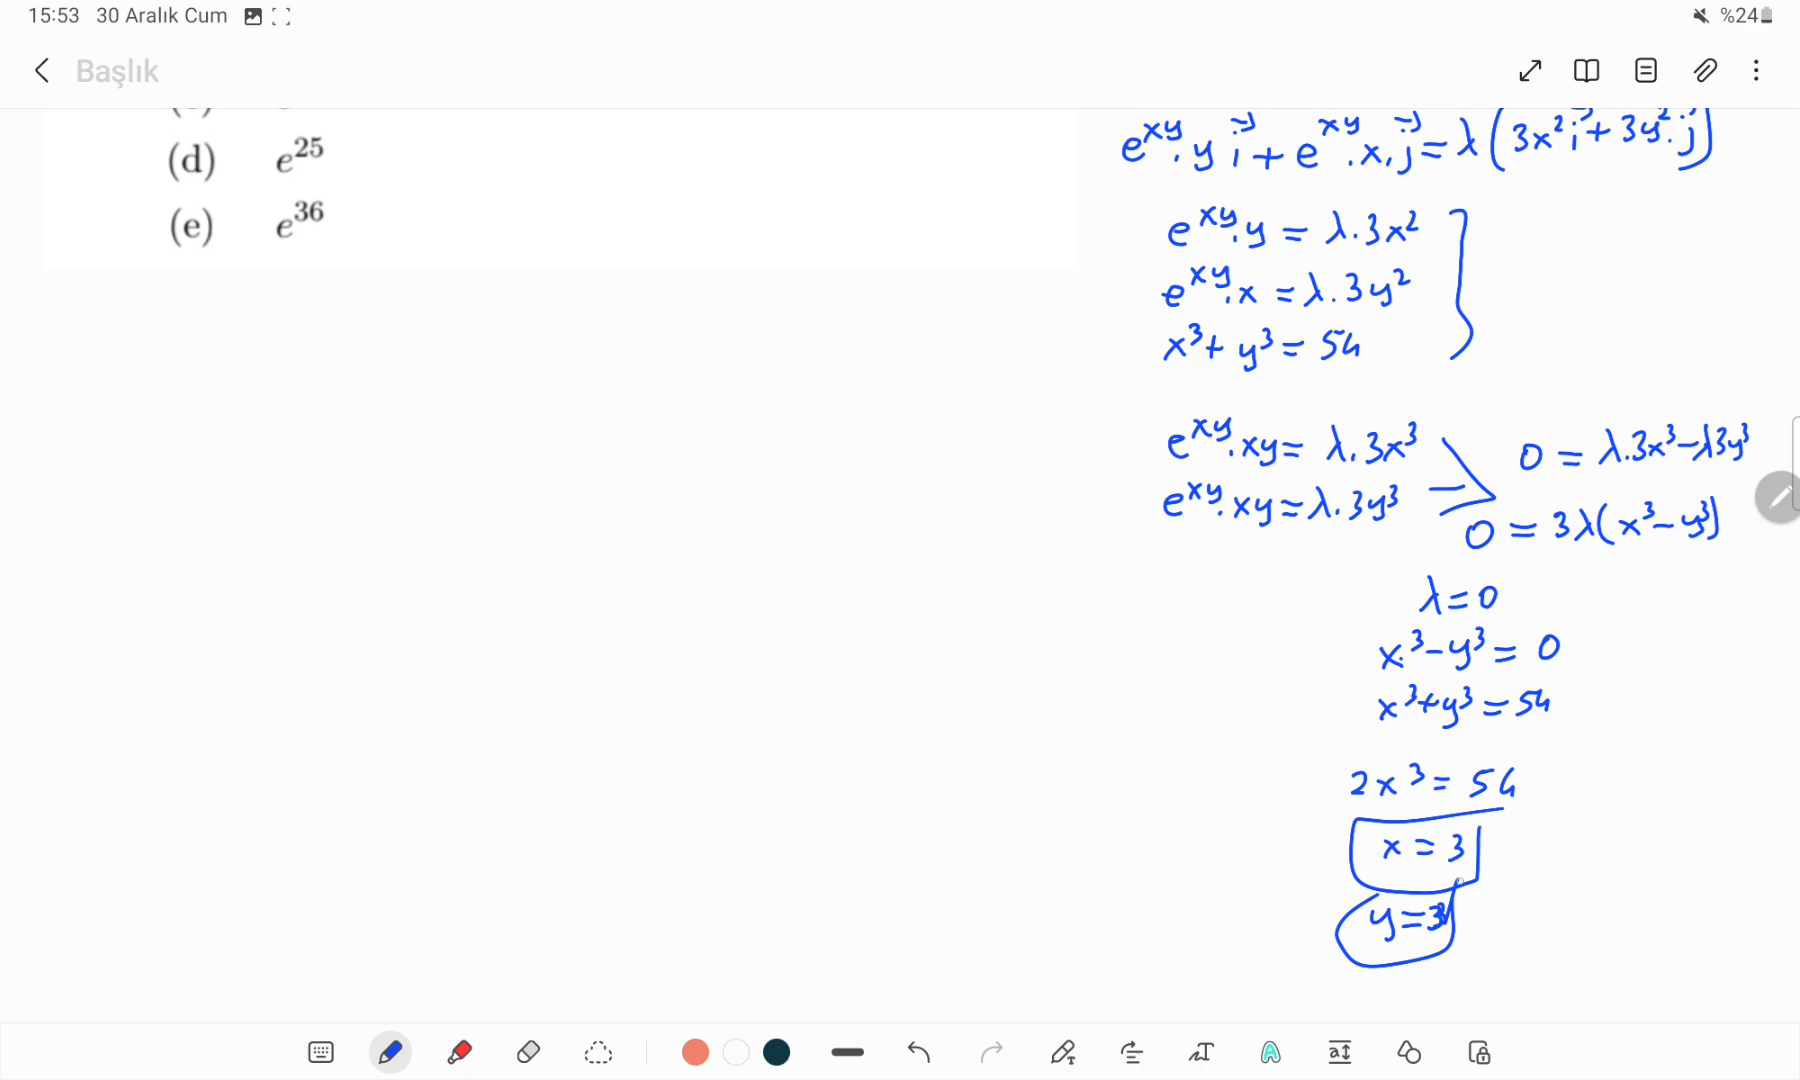 15:53 30 Aralık Cum %24
Başlık
(d) e^25
(e) e^36
e^xy . y i + e^xy . x . j = λ(3x^2 i + 3y^2 . j)
e^xy . y = λ . 3x^2
e^xy . x = λ . 3y^2
x^3 + y^3 = 54
e^xy . xy = λ . 3x^3
e^xy . xy = λ . 3y^3
0 = λ . 3x^3 - λ3y^3
0 = 3λ(x^3 - y^3)
λ = 0
x^3 - y^3 = 0
x^3 + y^3 = 54
2x^3 = 54
x = 3
y = 3